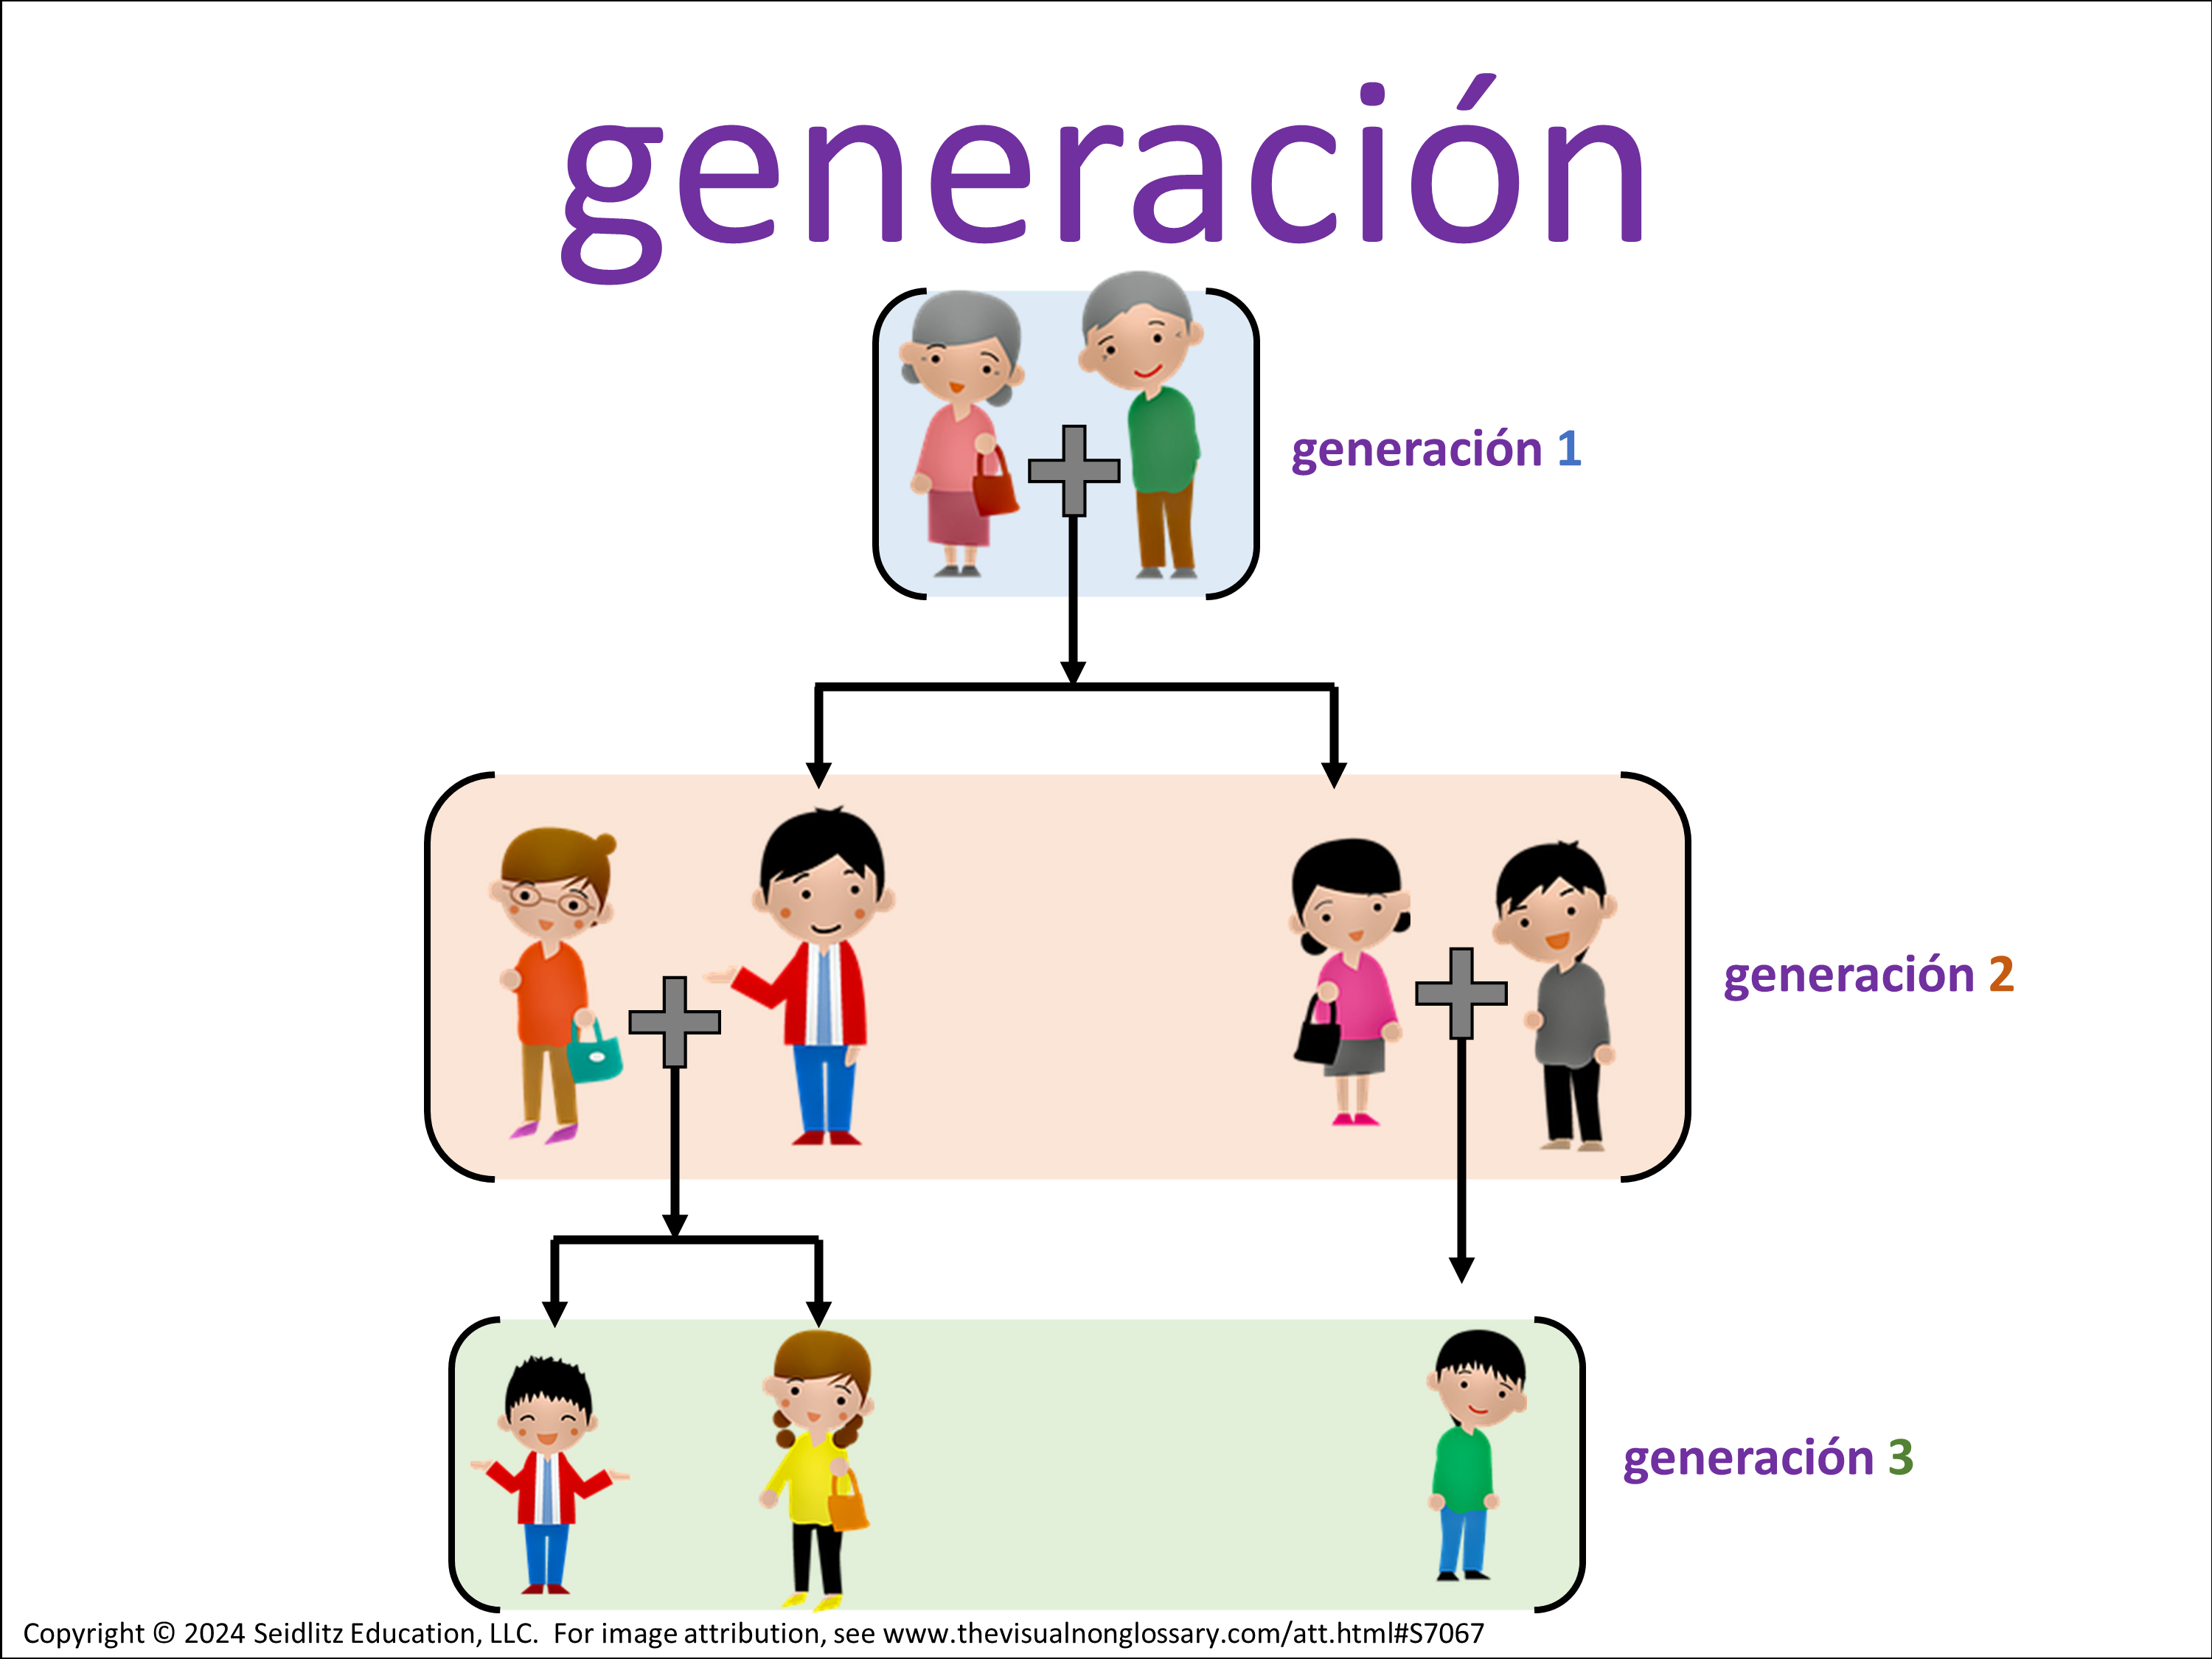 generación
generación 1
generación 2
generación 3
Copyright © 2024 Seidlitz Education, LLC.  For image attribution, see www.thevisualnonglossary.com/att.html#S7067